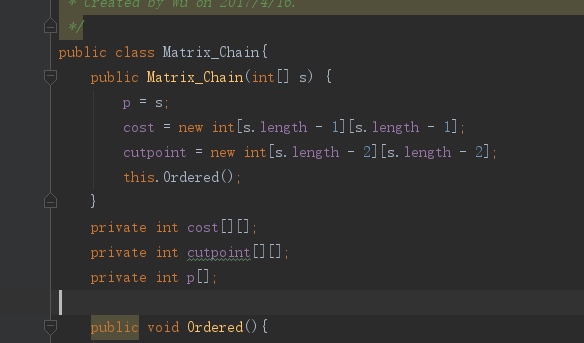 * Created by Wu on 2017/4/16.
*/
public class Matrix_Chain{
public Matrix_Chain(int[] s) {
p = s;
cost = new int[s.length - 1][s.length - 1];
cutpoint = new int[s.length - 2][s.length - 2];
this.Ordered();
}
private int cost[][];
private int cutpoint[][];
private int p[];
public void Ordered(){